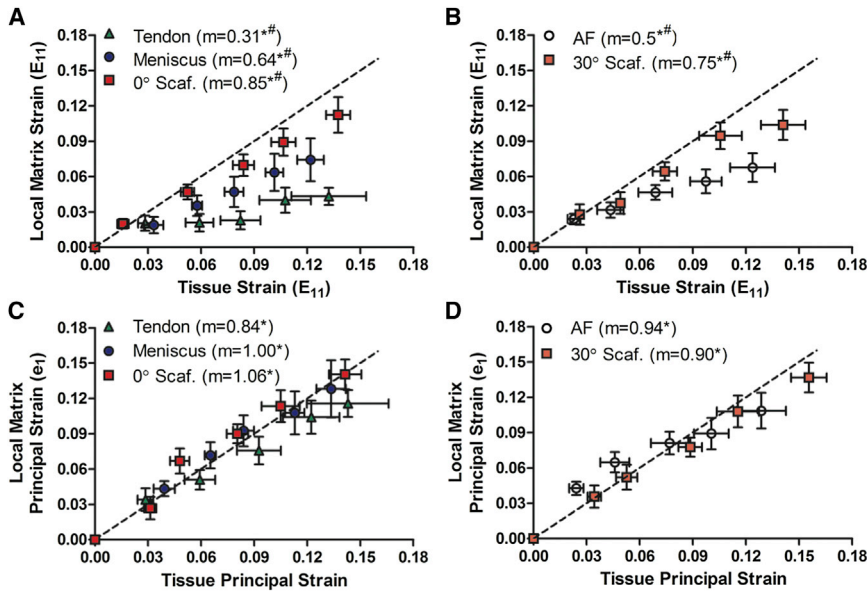 A
Tendon (m=0.31*#)
Meniscus (m=0.64*#)
0° Scaf. (m=0.85*#)
Local Matrix Strain (E11)
0.18
0.15
0.12
0.09
0.06
0.03
0.00
0.00 0.03 0.06 0.09 0.12 0.15 0.18
Tissue Strain (E11)
B
AF (m=0.5*#)
30° Scaf. (m=0.75*#)
Local Matrix Strain (E11)
0.18
0.15
0.12
0.09
0.06
0.03
0.00
0.00 0.03 0.06 0.09 0.12 0.15 0.18
Tissue Strain (E11)
C
Tendon (m=0.84*)
Meniscus (m=1.00*)
0° Scaf. (m=1.06*)
Local Matrix
Principal Strain (e1)
0.18
0.15
0.12
0.09
0.06
0.03
0.00
0.00 0.03 0.06 0.09 0.12 0.15 0.18
Tissue Principal Strain
D
AF (m=0.94*)
30° Scaf. (m=0.90*)
Local Matrix
Principal Strain (e1)
0.18
0.15
0.12
0.09
0.06
0.03
0.00
0.00 0.03 0.06 0.09 0.12 0.15 0.18
Tissue Principal Strain